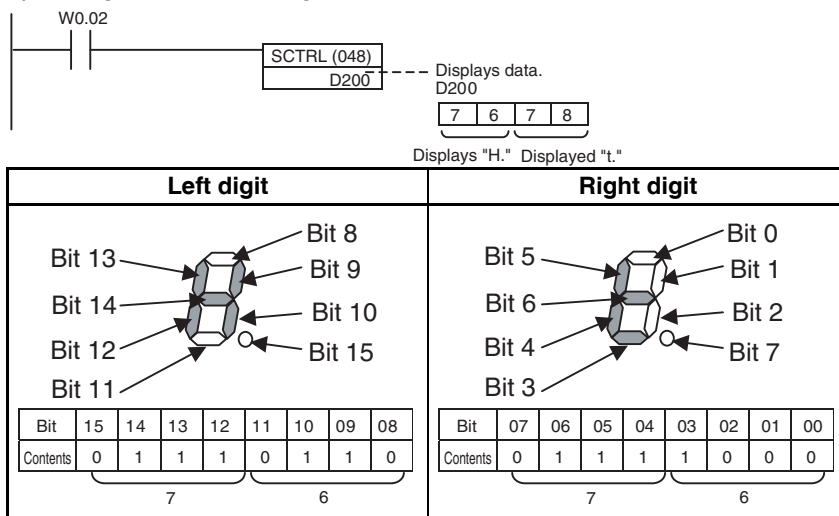 W0.02
SCTRL (048)
D200
Displays data.
D200
7 6 7 8
Displays "H." Displayed "t."
Left digit Right digit
Bit 8
Bit 13
Bit 9
Bit 14
Bit 10
Bit 12
Bit 15
Bit 11
Bit 0
Bit 5
Bit 1
Bit 6
Bit 2
Bit 4
Bit 7
Bit 3
Bit 15 14 13 12 11 10 09 08
Contents 0 1 1 1 0 1 1 0
7 6
Bit 07 06 05 04 03 02 01 00
Contents 0 1 1 1 1 0 0 0
7 6